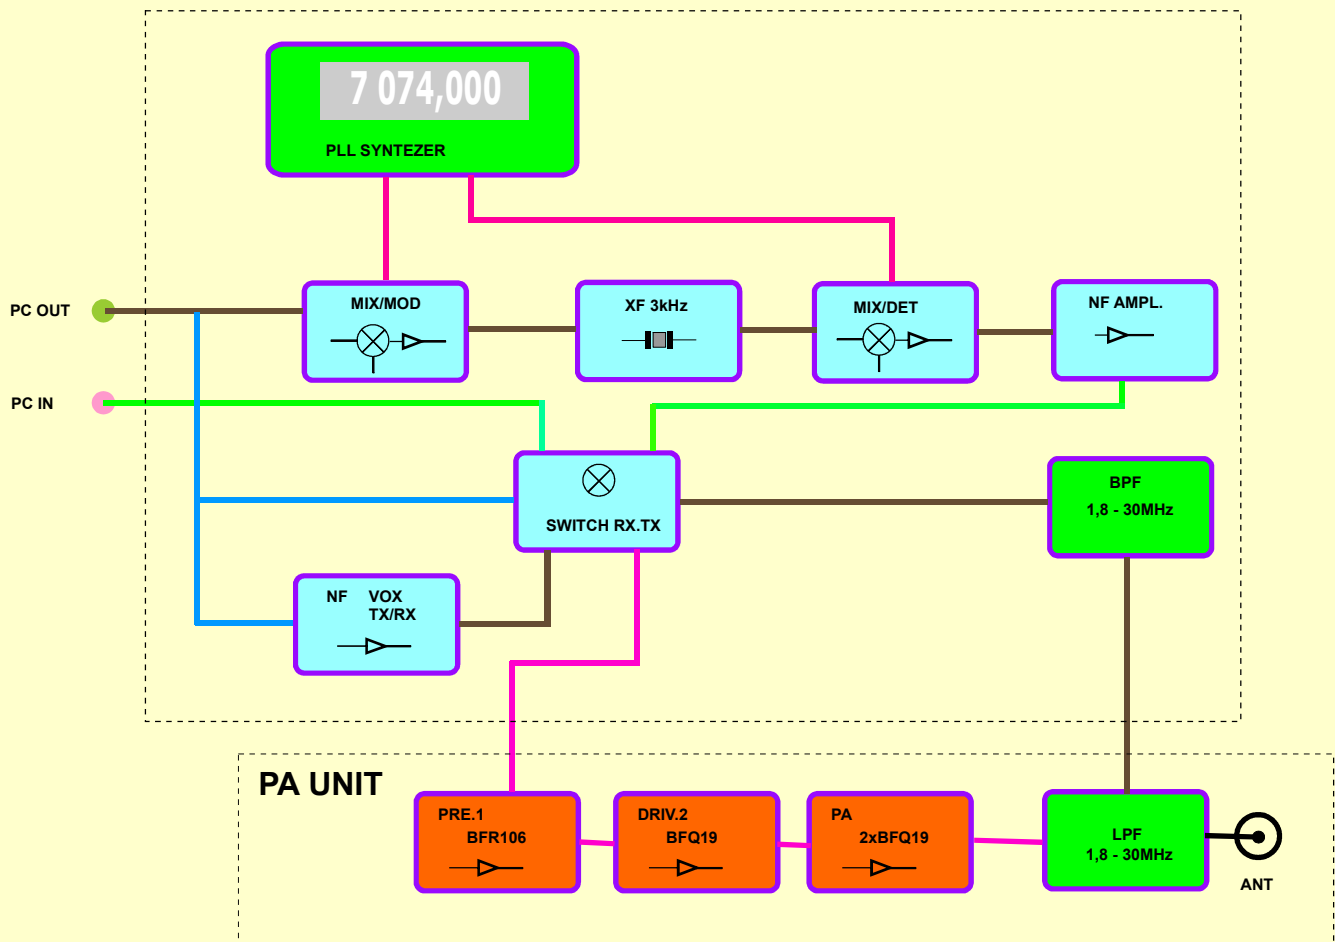 7 074,000
PLL SYNTEZER
PC OUT
MIX/MOD
XF 3kHz
MIX/DET
NF AMPL.
PC IN
SWITCH RX.TX
BPF
1,8 - 30MHz
NF VOX
TX/RX
PA UNIT
PRE.1
BFR106
DRIV.2
BFQ19
PA
2xBFQ19
LPF
1,8 - 30MHz
ANT